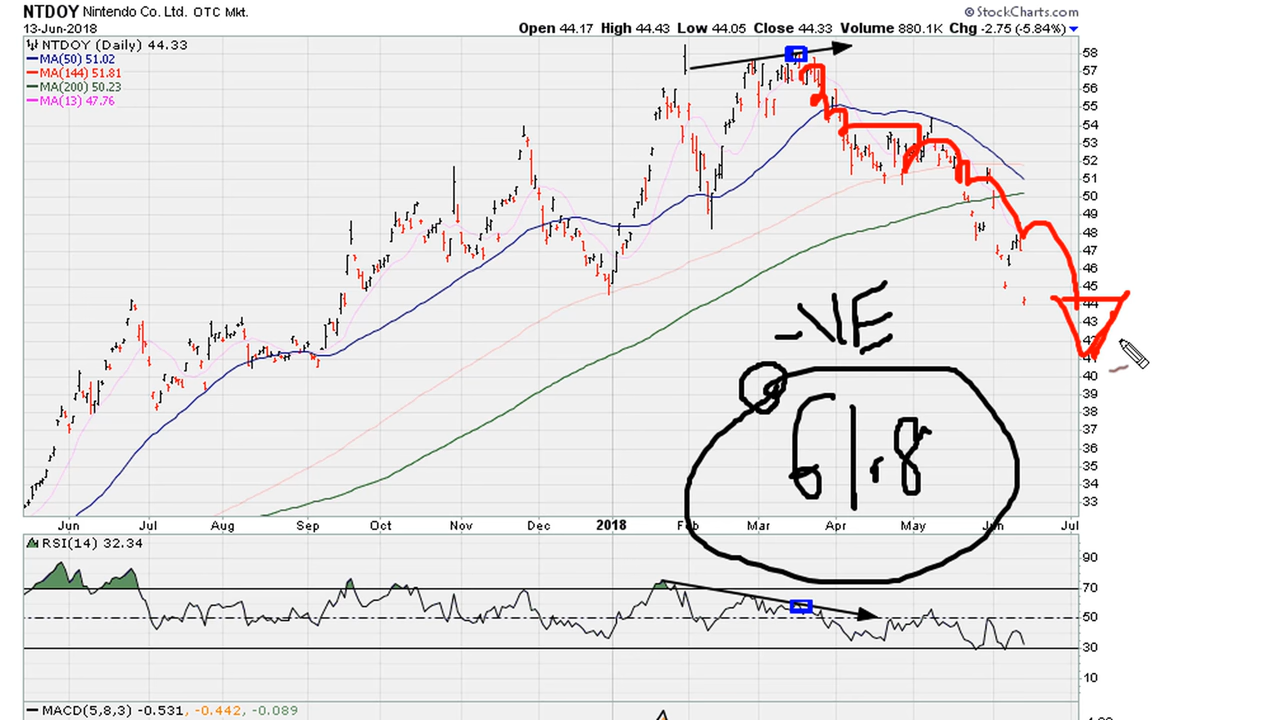 NTDOY Nintendo Co. Ltd. OTC Mkt. ® StockCharts.com
13-Jun-2018 Open 44.17 High 44.43 Low 44.05 Close 44.33 Volume 880.1K Chg -2.75 (-5.84%)
NTDOY (Daily) 44.33
MA(50) 51.02
MA(144) 51.81
MA(200) 50.23
MA(13) 47.76
58
57
56
55
54
53
52
51
50
49
48
47
46
45
44
43
42
41
40
39
38
37
36
35
34
33
-VE
61.8
Jun Jul Aug Sep Oct Nov Dec 2018 Feb Mar Apr May Jun Jul
RSI(14) 32.34
90
70
50
30
10
MACD(5,8,3) -0.531, -0.442, -0.089